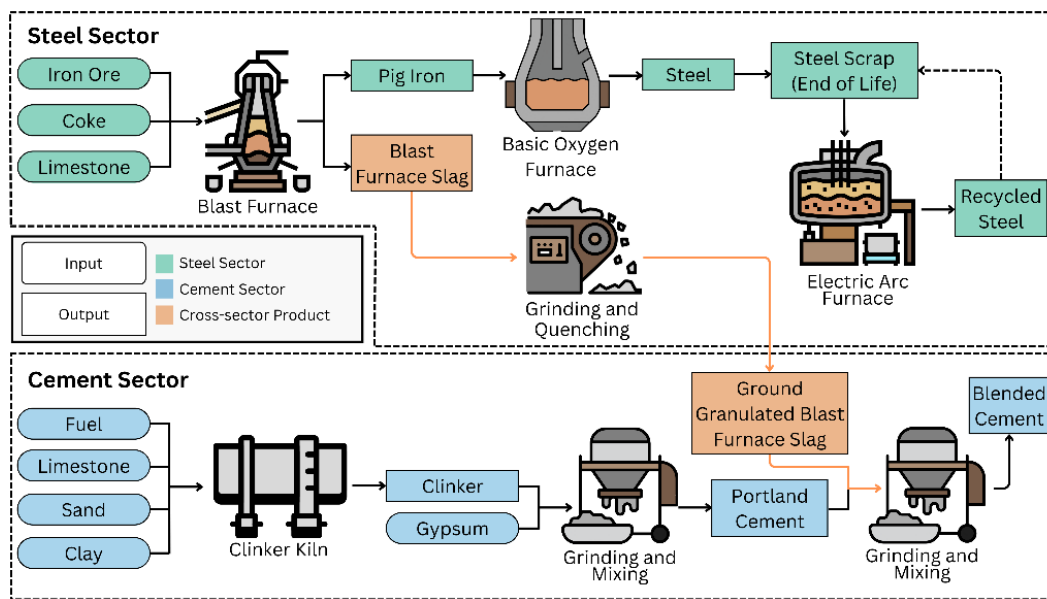 Steel Sector
Iron Ore
Coke
Limestone
Blast Furnace
Pig Iron
Blast
Furnace Slag
Basic Oxygen
Furnace
Steel
Steel Scrap
(End of Life)
Recycled
Steel
Electric Arc
Furnace
Grinding and
Quenching
Input
Output
Steel Sector
Cement Sector
Cross-sector Product
Cement Sector
Fuel
Limestone
Sand
Clay
Clinker Kiln
Clinker
Gypsum
Grinding and
Mixing
Portland
Cement
Ground
Granulated Blast
Furnace Slag
Grinding and
Mixing
Blended
Cement